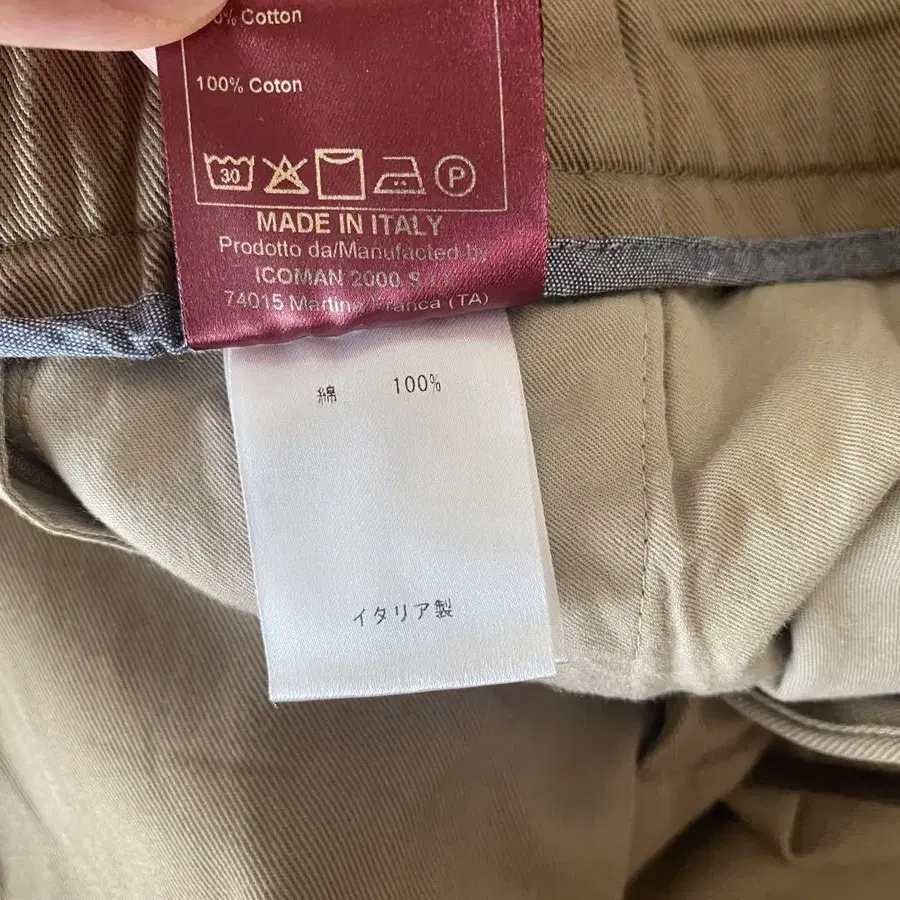 % Cotton
100% Coton
30
P
MADE IN ITALY
Prodotto da/Manufacted by
ICOMAN 2000 S
74015 Martina Franca (TA)
綿 100%
イタリア製